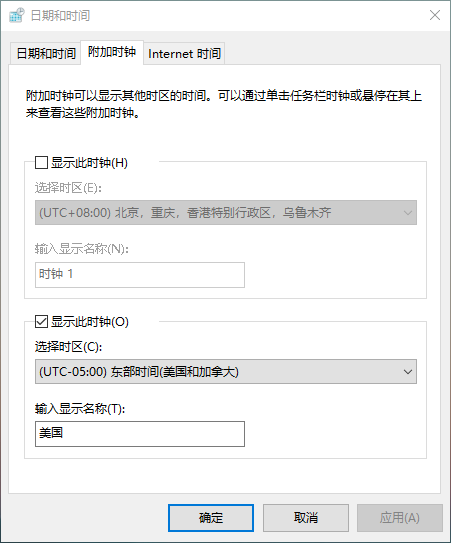 日期和时间
日期和时间 附加时钟 Internet 时间
附加时钟可以显示其他时区的时间。可以通过单击任务栏时钟或悬停在其上
来查看这些附加时钟。
显示此时钟(H)
选择时区(E):
(UTC+08:00) 北京，重庆，香港特别行政区，乌鲁木齐
输入显示名称(N):
时钟 1
显示此时钟(O)
选择时区(C):
(UTC-05:00) 东部时间(美国和加拿大)
输入显示名称(T):
美国
确定 取消 应用(A)